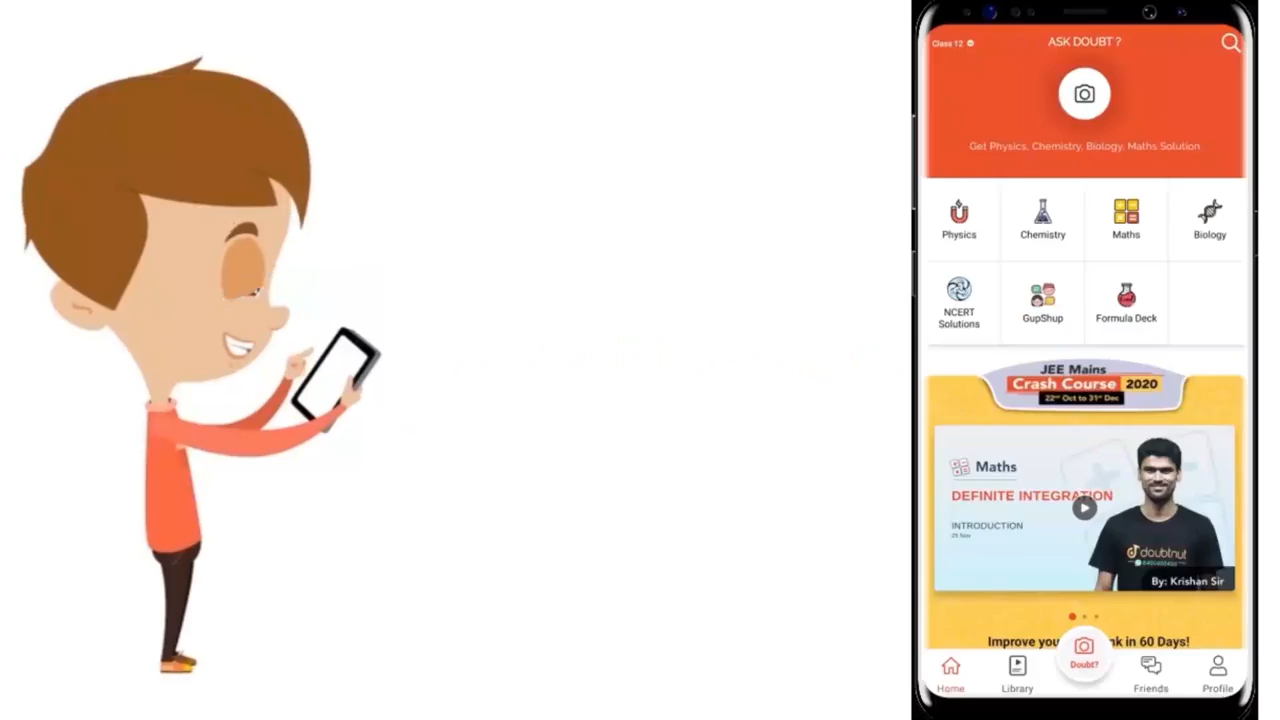 Class 12
ASK DOUBT ?
Get Physics, Chemistry, Biology, Maths Solution
Physics
Chemistry
Maths
Biology
NCERT
Solutions
GupShup
Formula Deck
JEE Mains
Crash Course 2020
22nd Oct to 31st Dec
Maths
DEFINITE INTEGRATION
INTRODUCTION
25 Nov
doubtnut
By: Krishan Sir
in 60 Days!
Doubt?
Home
Library
Friends
Profile